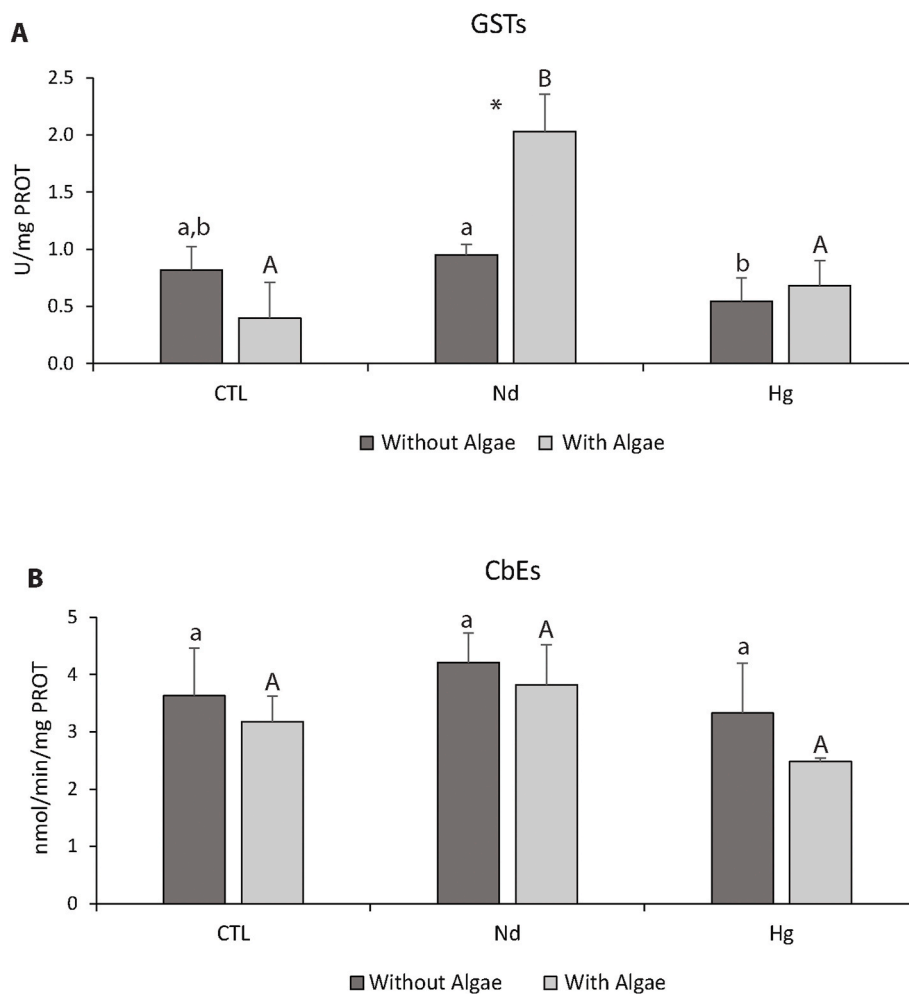 A
GSTs
U/mg PROT
2.5
2.0
1.5
1.0
0.5
0.0
a,b
A
a
*
B
b
A
CTL
Nd
Hg
Without Algae
With Algae
B
CbEs
nmol/min/mg PROT
5
4
3
2
1
0
a
A
a
A
a
A
CTL
Nd
Hg
Without Algae
With Algae